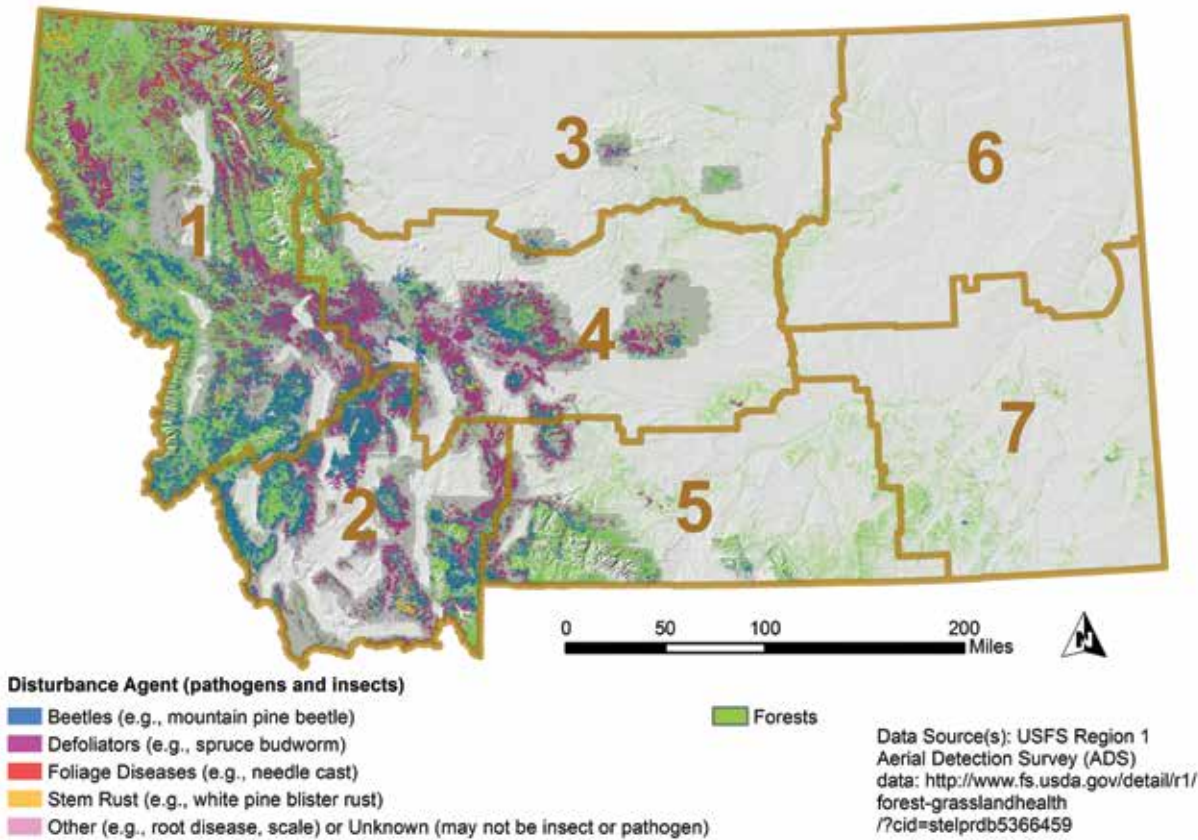 3
6
1
4
7
5
2
0 50 100 200
Miles
N
Disturbance Agent (pathogens and insects)
Beetles (e.g., mountain pine beetle)
Defoliators (e.g., spruce budworm)
Foliage Diseases (e.g., needle cast)
Stem Rust (e.g., white pine blister rust)
Other (e.g., root disease, scale) or Unknown (may not be insect or pathogen)
Forests
Data Source(s): USFS Region 1
Aerial Detection Survey (ADS)
data: http://www.fs.usda.gov/detail/r1/
forest-grasslandhealth
/?cid=stelprdb5366459